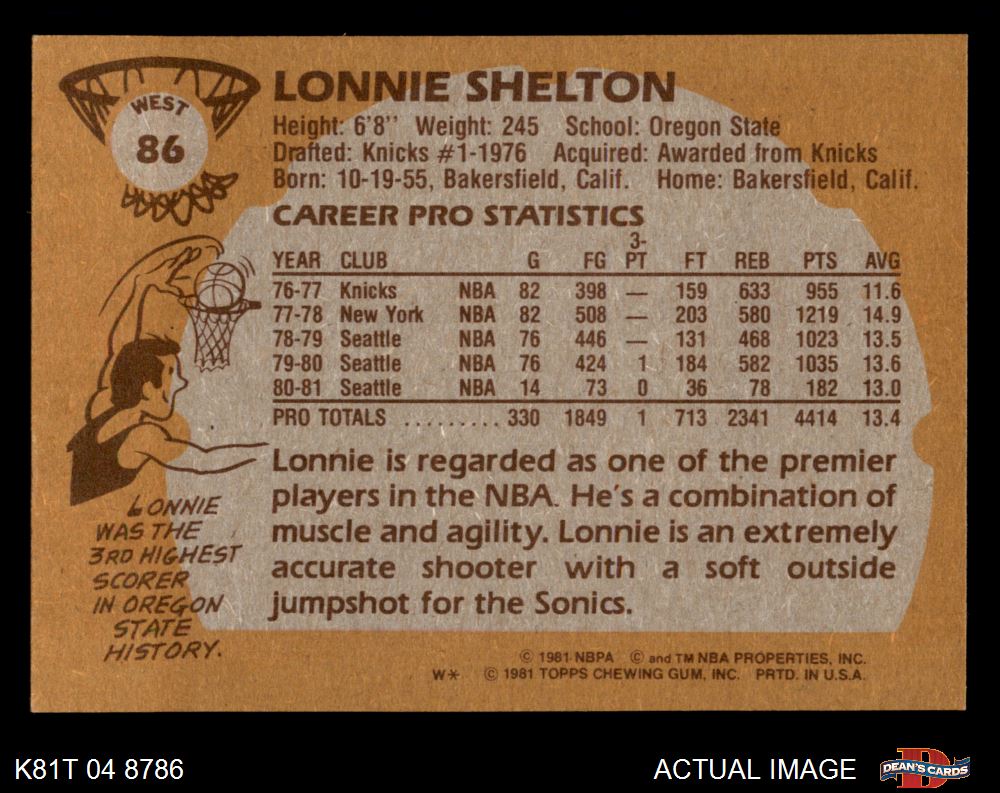 WEST
86
LONNIE SHELTON
Height: 6'8" Weight: 245 School: Oregon State
Drafted: Knicks #1-1976 Acquired: Awarded from Knicks
Born: 10-19-55, Bakersfield, Calif. Home: Bakersfield, Calif.
CAREER PRO STATISTICS
YEAR CLUB G FG 3-PT FT REB PTS AVG
76-77 Knicks NBA 82 398 — 159 633 955 11.6
77-78 New York NBA 82 508 — 203 580 1219 14.9
78-79 Seattle NBA 76 446 — 131 468 1023 13.5
79-80 Seattle NBA 76 424 1 184 582 1035 13.6
80-81 Seattle NBA 14 73 0 36 78 182 13.0
PRO TOTALS ......... 330 1849 1 713 2341 4414 13.4
Lonnie is regarded as one of the premier
players in the NBA. He's a combination of
muscle and agility. Lonnie is an extremely
accurate shooter with a soft outside
jumpshot for the Sonics.
LONNIE
WAS THE
3RD HIGHEST
SCORER
IN OREGON
STATE
HISTORY.
© 1981 NBPA © and TM NBA PROPERTIES, INC.
W* © 1981 TOPPS CHEWING GUM, INC. PRTD. IN U.S.A.
K81T 04 8786
ACTUAL IMAGE
DEAN'S CARDS